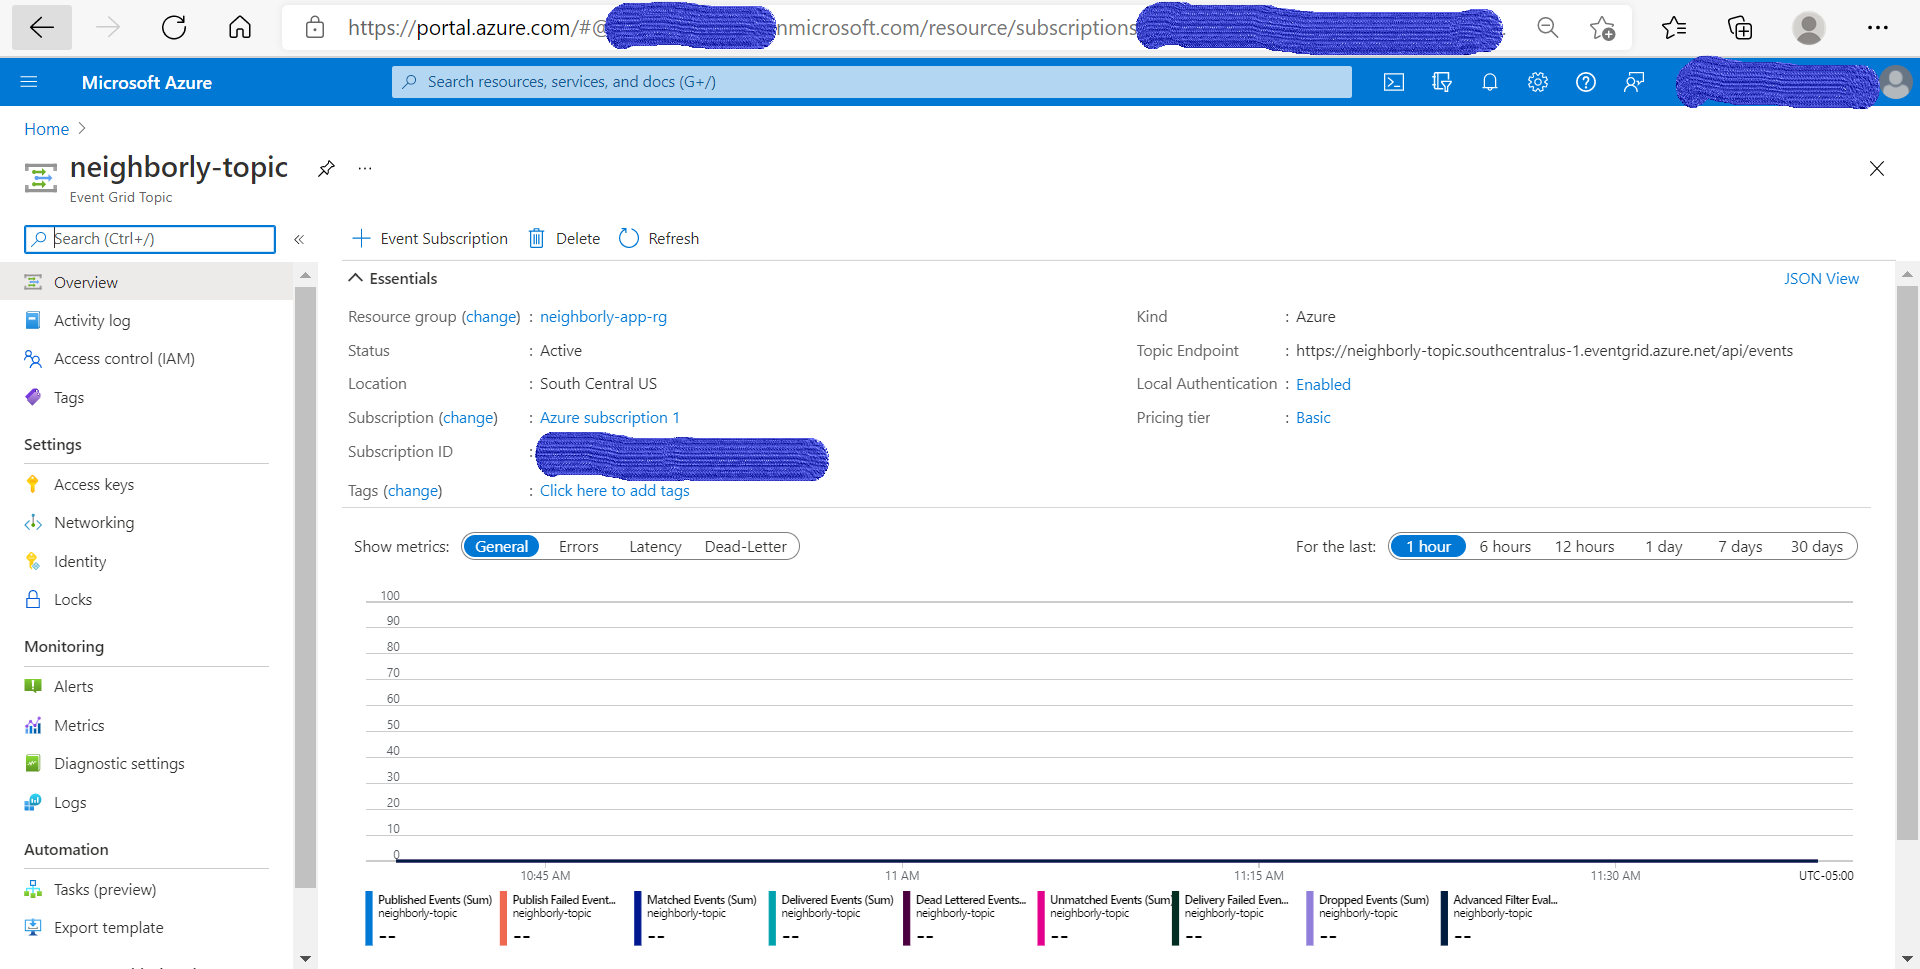 https://portal.azure.com/#@ nmicrosoft.com/resource/subscriptions
Microsoft Azure
Search resources, services, and docs (G+/)
Home
neighborly-topic
Event Grid Topic
Search (Ctrl+/)
Overview
Activity log
Access control (IAM)
Tags
Settings
Access keys
Networking
Identity
Locks
Monitoring
Alerts
Metrics
Diagnostic settings
Logs
Automation
Tasks (preview)
Export template
Event Subscription Delete Refresh
Essentials JSON View
Resource group (change) : neighborly-app-rg
Status : Active
Location : South Central US
Subscription (change) : Azure subscription 1
Subscription ID :
Tags (change) : Click here to add tags
Kind : Azure
Topic Endpoint : https://neighborly-topic.southcentralus-1.eventgrid.azure.net/api/events
Local Authentication : Enabled
Pricing tier : Basic
Show metrics: General Errors Latency Dead-Letter
For the last: 1 hour 6 hours 12 hours 1 day 7 days 30 days
100
90
80
70
60
50
40
30
20
10
0
10:45 AM 11 AM 11:15 AM 11:30 AM UTC-05:00
Published Events (Sum)
neighborly-topic
--
Publish Failed Event...
neighborly-topic
--
Matched Events (Sum)
neighborly-topic
--
Delivered Events (Sum)
neighborly-topic
--
Dead Lettered Events...
neighborly-topic
--
Unmatched Events (Sum)
neighborly-topic
--
Delivery Failed Even...
neighborly-topic
--
Dropped Events (Sum)
neighborly-topic
--
Advanced Filter Eval...
neighborly-topic
--